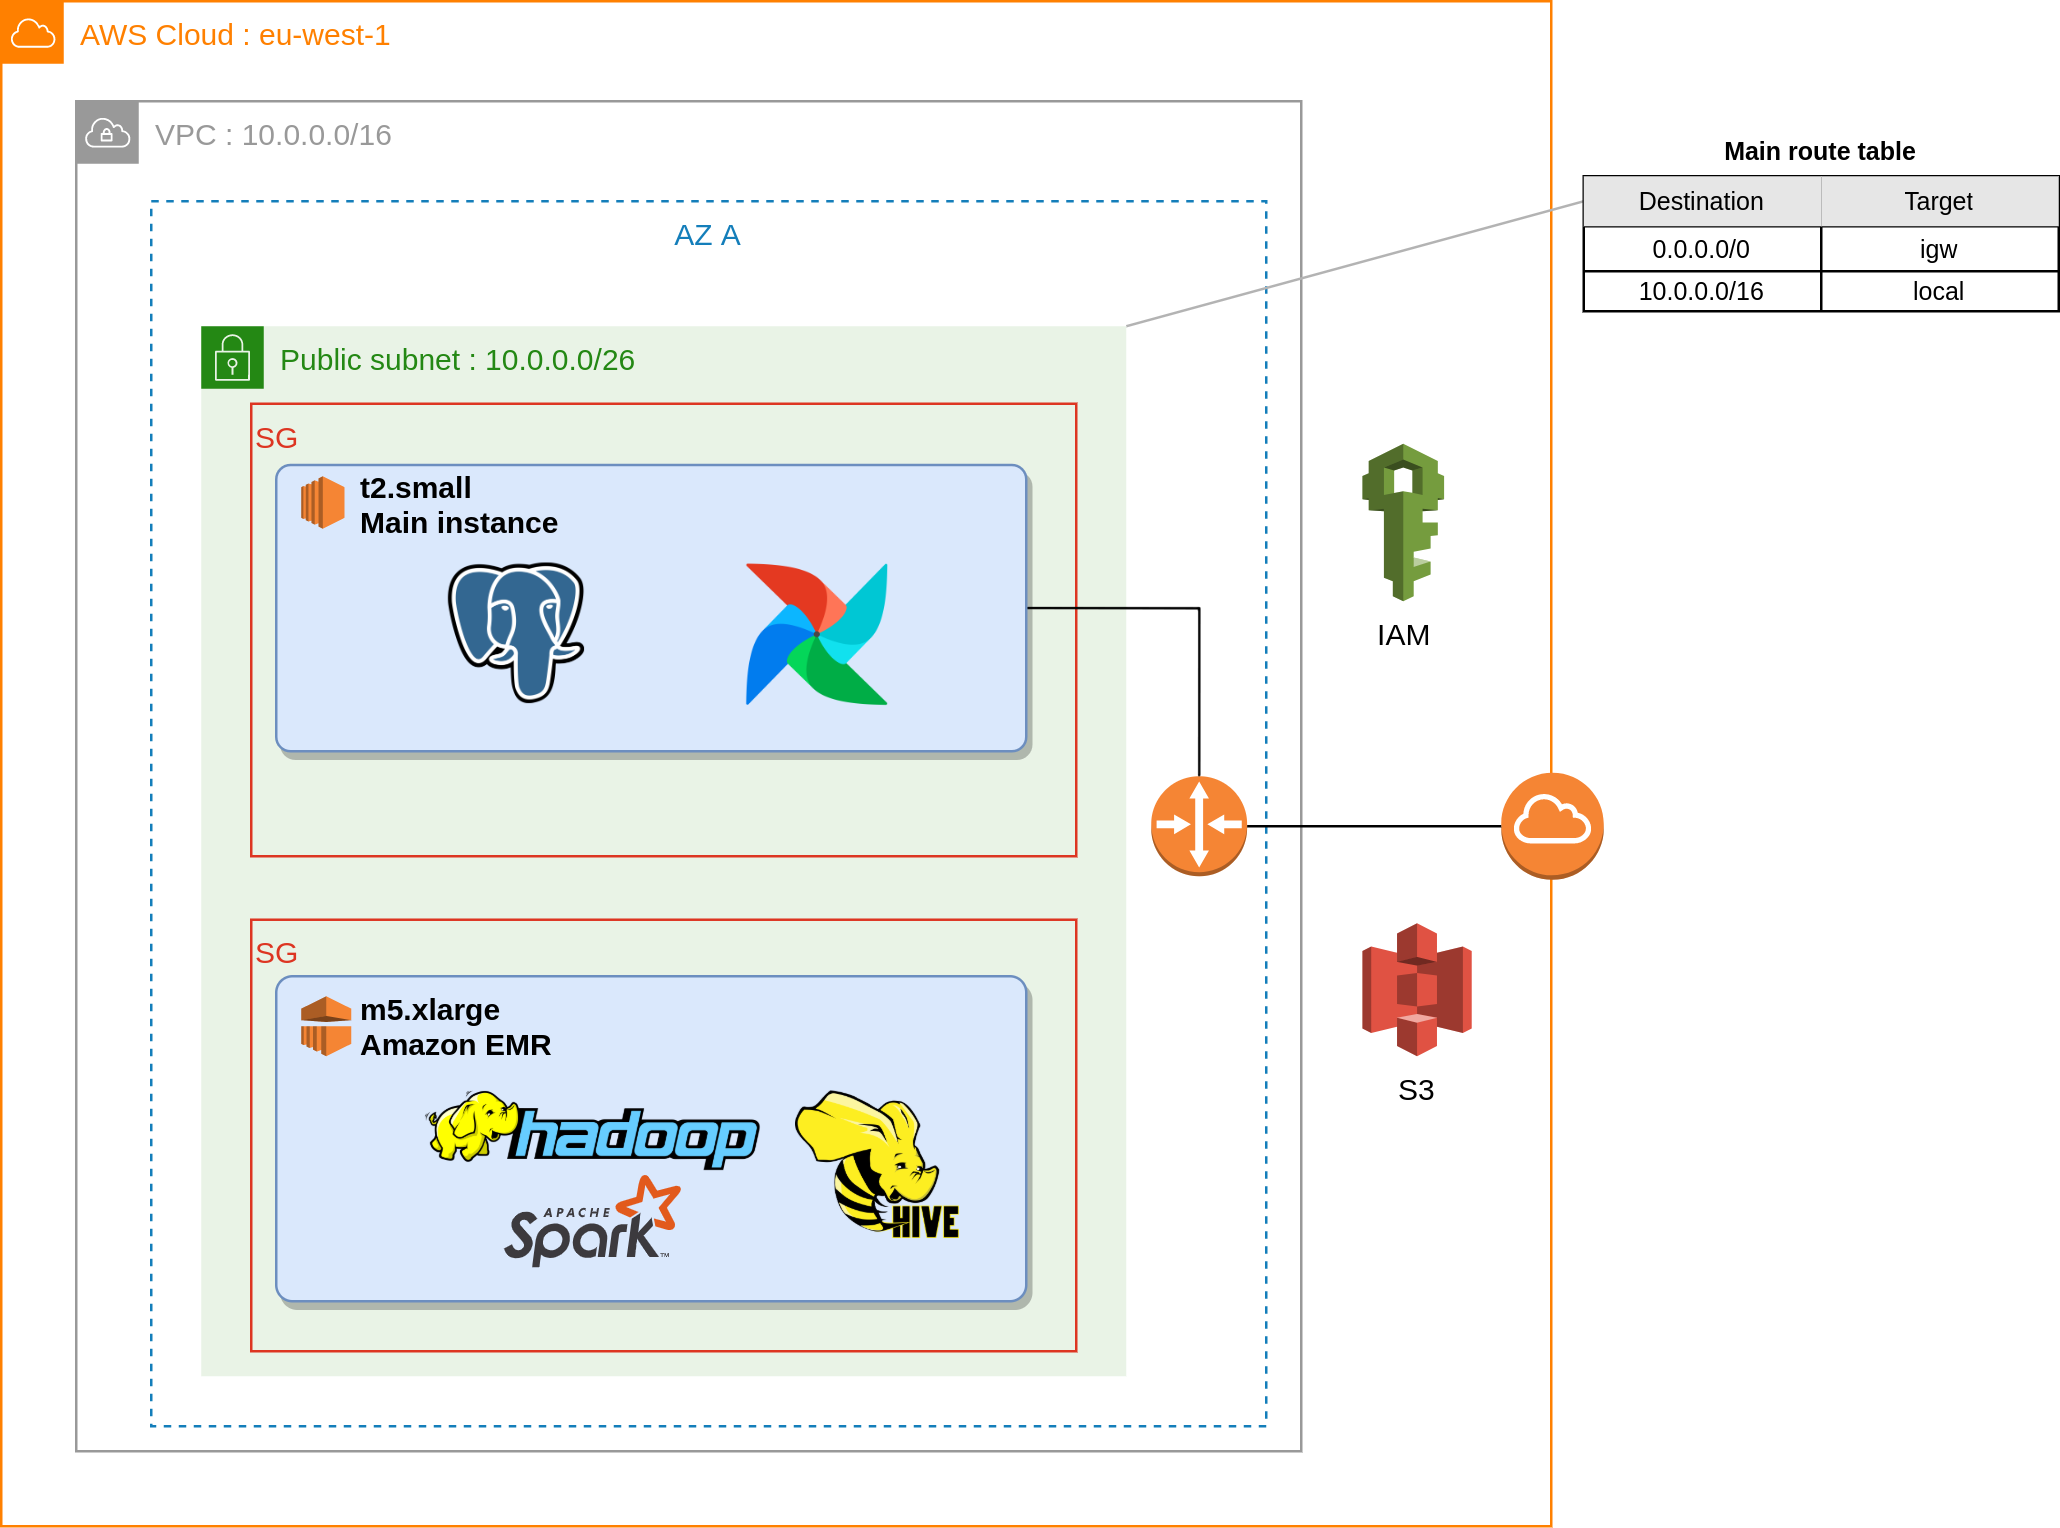 AWS Cloud : eu-west-1
VPC : 10.0.0.0/16
Main route table
Destination Target
0.0.0.0/0 igw
10.0.0.0/16 local
AZ A
Public subnet : 10.0.0.0/26
SG
t2.small
Main instance
IAM
SG
m5.xlarge
Amazon EMR
S3
hadoop
APACHE
Spark™
HIVE